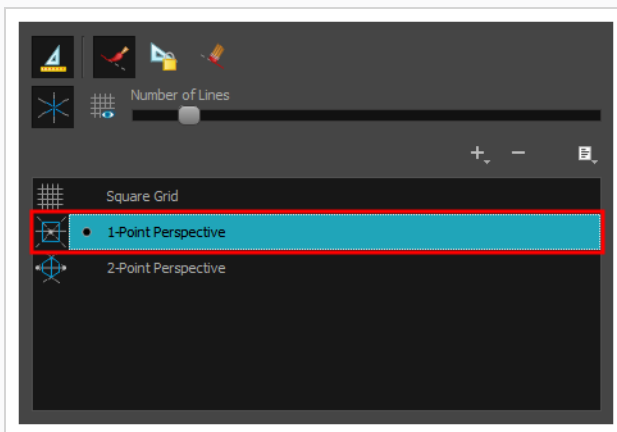 Number of Lines
Square Grid
1-Point Perspective
2-Point Perspective